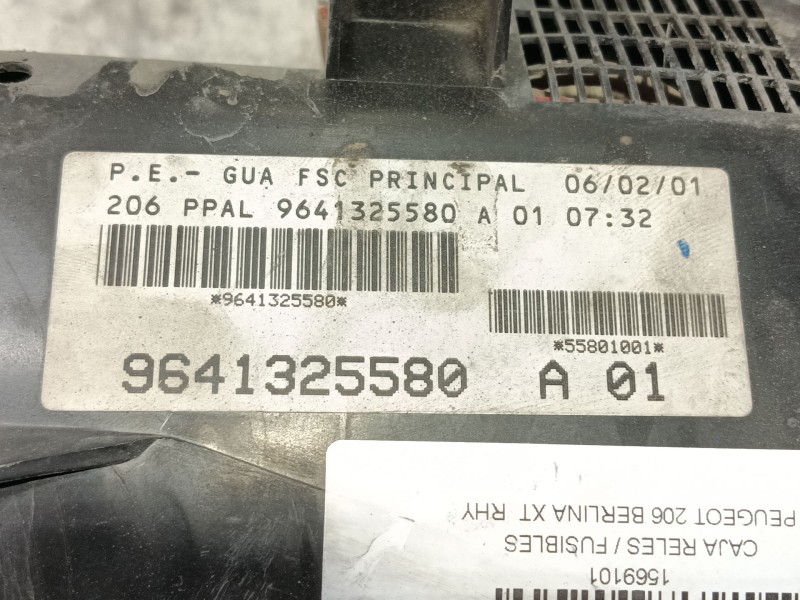 P.E.- GUA FSC PRINCIPAL 06/02/01
206 PPAL 9641325580 A 01 07:32
*9641325580*
*55801001*
9641325580 A 01
PEUGEOT 206 BERLINA XT RHY
CAJA RELES / FUSIBLES
1569101